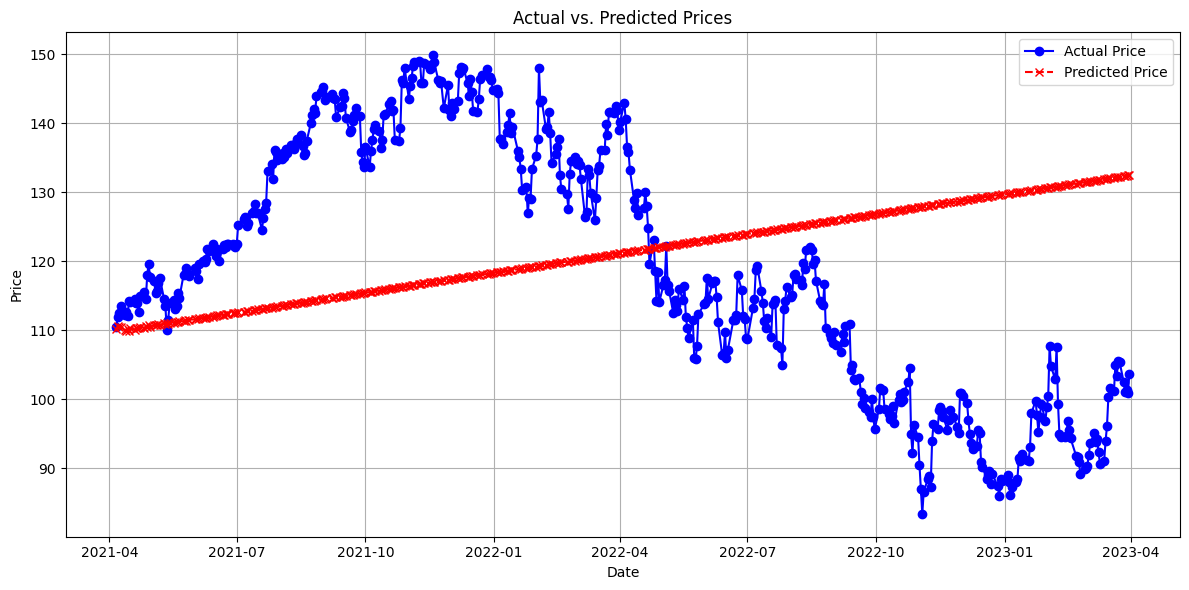 Actual vs. Predicted Prices
Actual Price
Predicted Price
Price
150
140
130
120
110
100
90
2021-04 2021-07 2021-10 2022-01 2022-04 2022-07 2022-10 2023-01 2023-04
Date